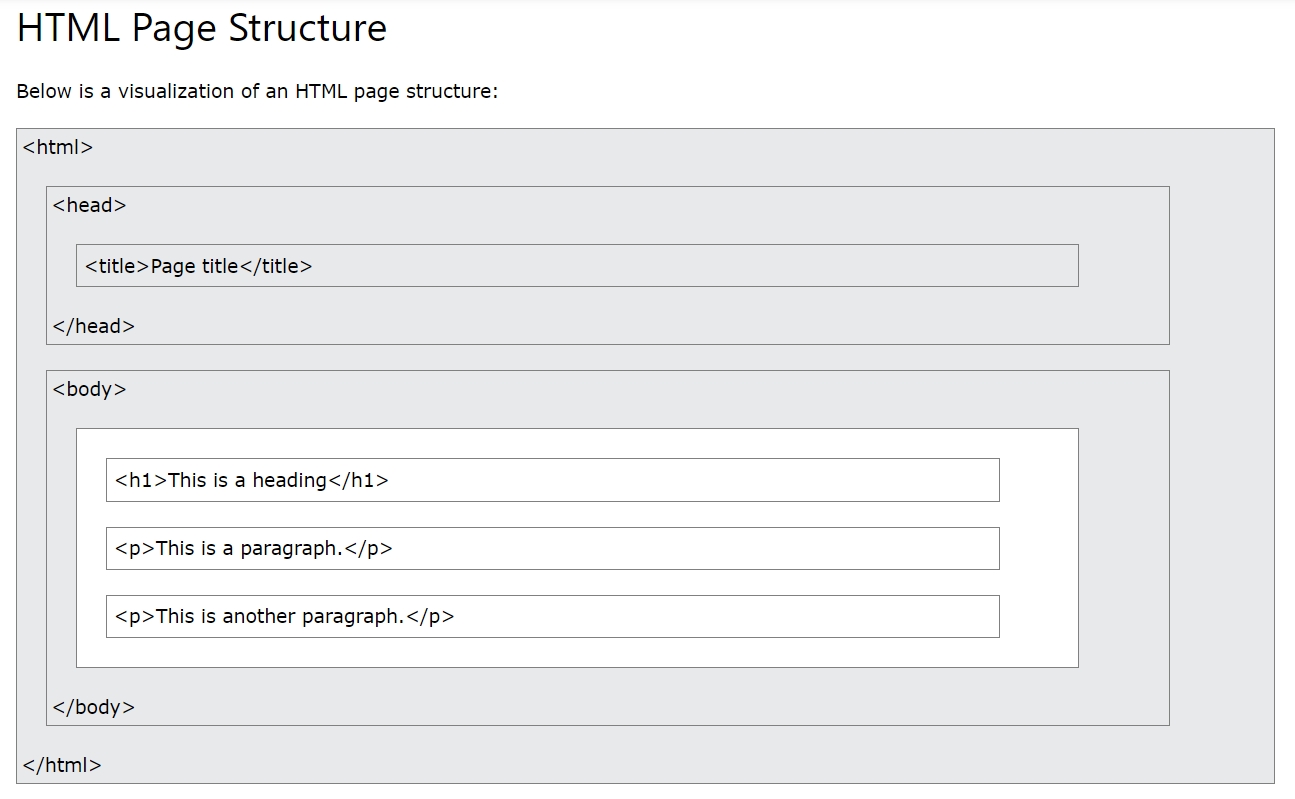 HTML Page Structure
Below is a visualization of an HTML page structure:
<html>
<head>
<title>Page title</title>
</head>
<body>
<h1>This is a heading</h1>
<p>This is a paragraph.</p>
<p>This is another paragraph.</p>
</body>
</html>